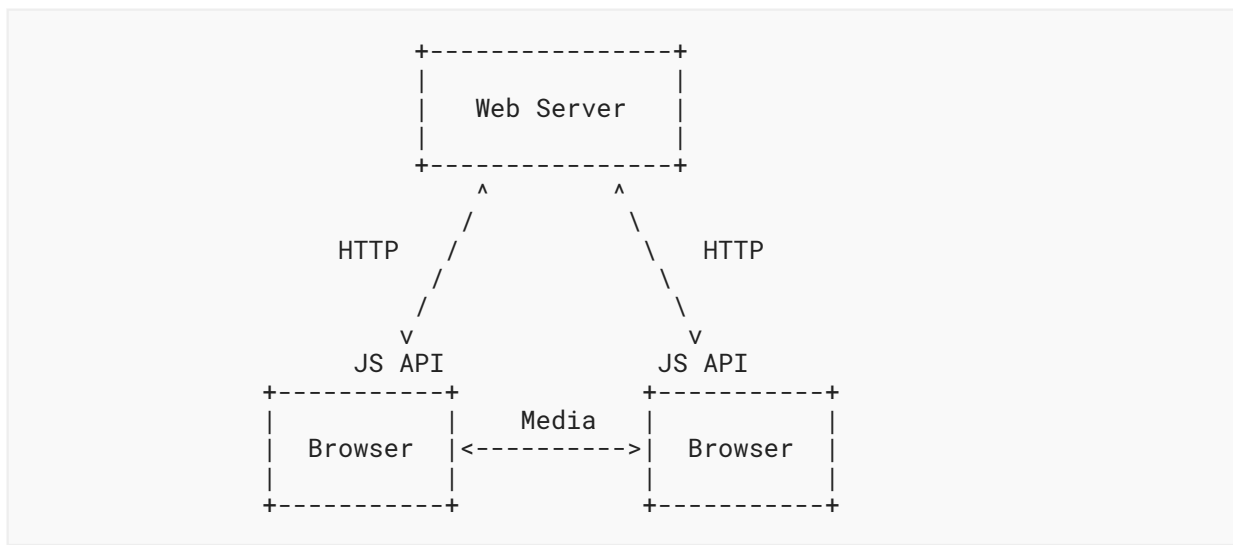 Web Server
HTTP HTTP
JS API JS API
Media
Browser Browser